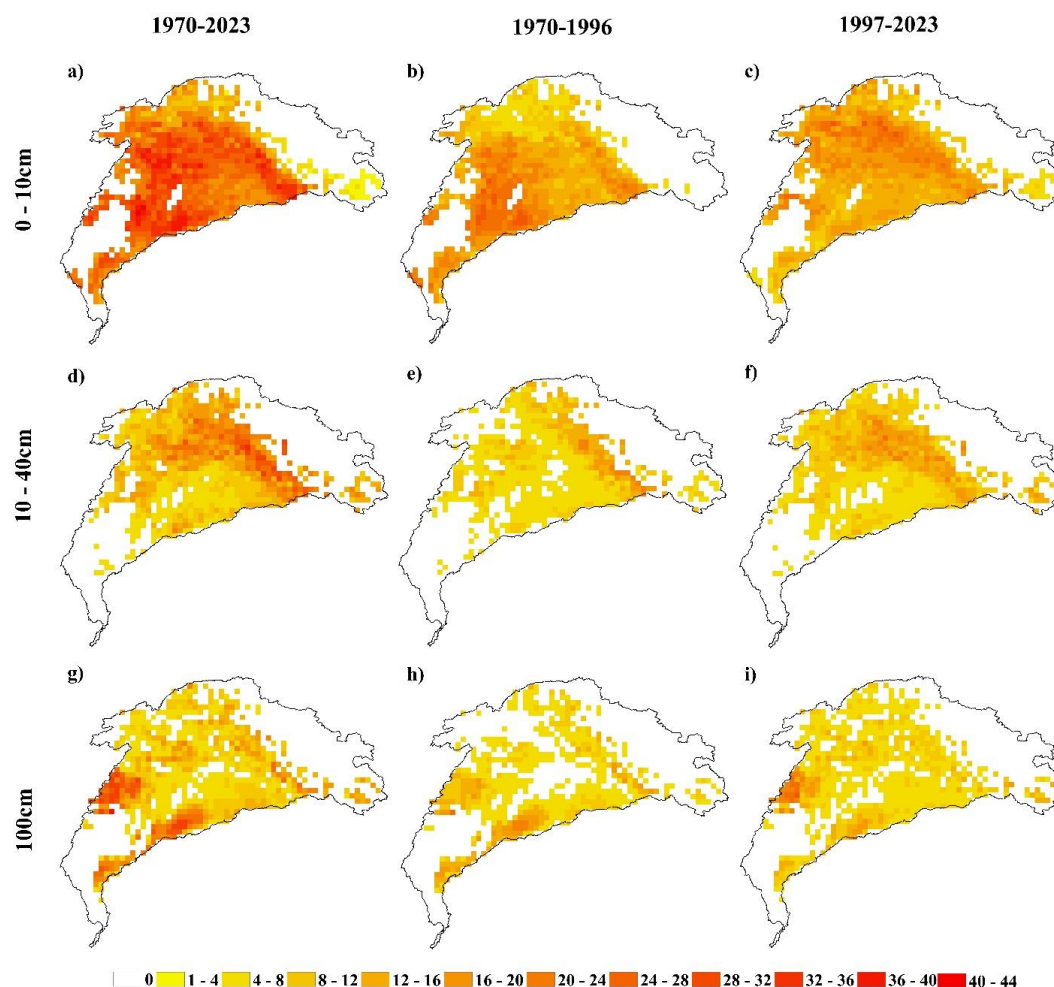 1970-2023 1970-1996 1997-2023
a) b) c)
0 - 10cm
d) e) f)
10 - 40cm
g) h) i)
100cm
0 1 - 4 4 - 8 8 - 12 12 - 16 16 - 20 20 - 24 24 - 28 28 - 32 32 - 36 36 - 40 40 - 44